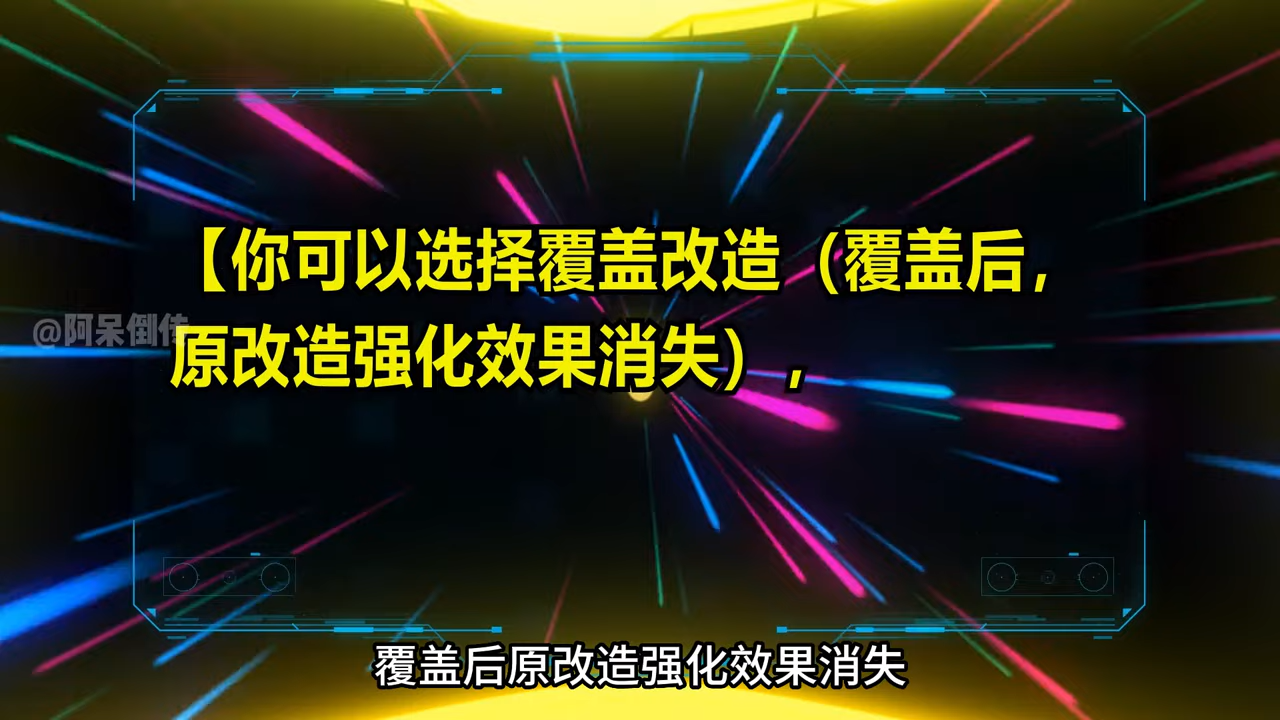 【你可以选择覆盖改造（覆盖后，
@阿呆倒传
原改造强化效果消失），
覆盖后原改造强化效果消失